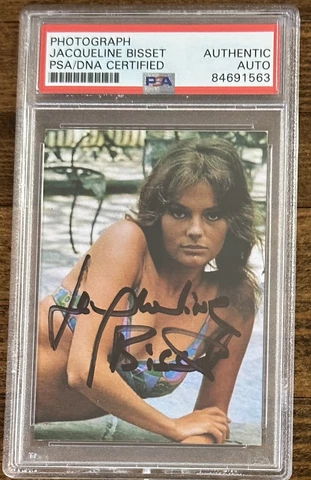 PHOTOGRAPH
JACQUELINE BISSET
PSA/DNA CERTIFIED
AUTHENTIC
AUTO
84691563
PSA
Jacqueline
Bisset